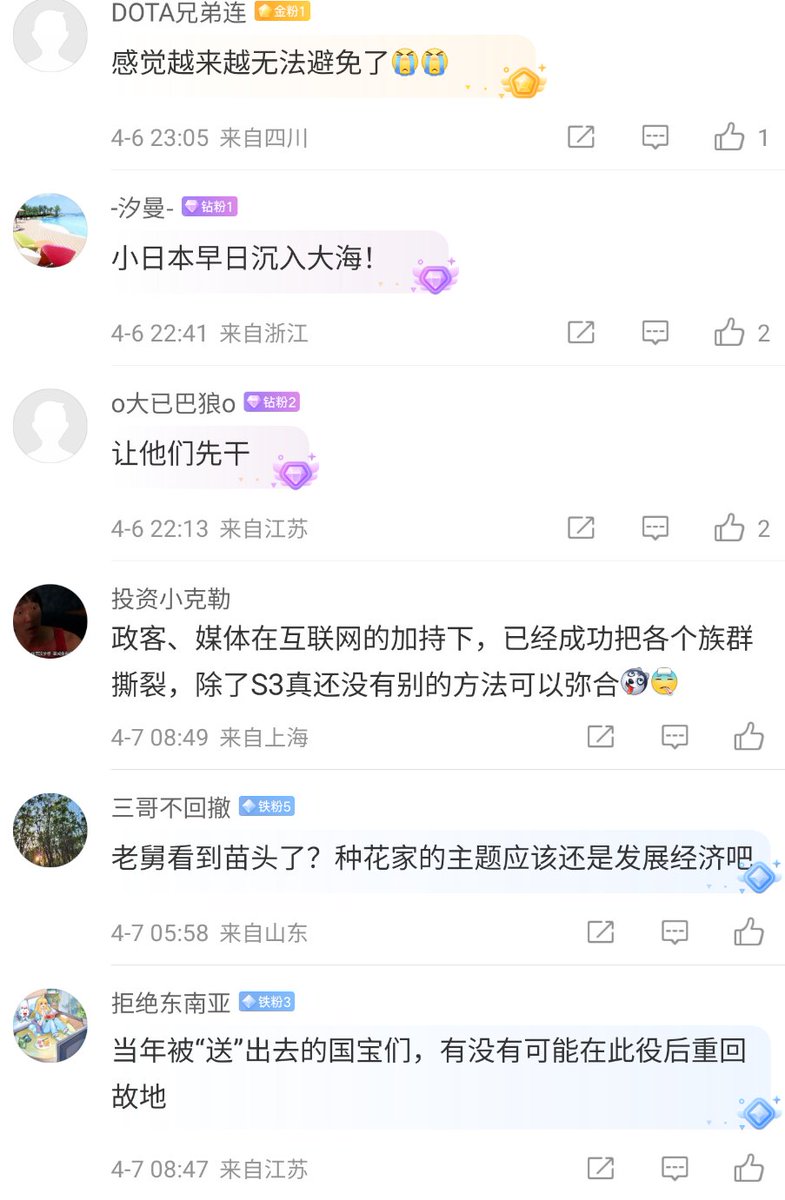 DOTA兄弟连 金粉1
感觉越来越无法避免了😭😭
4-6 23:05 来自四川 1
-汐曼- 钻粉1
小日本早日沉入大海！
4-6 22:41 来自浙江 2
o大已巴狼o 钻粉2
让他们先干
4-6 22:13 来自江苏 2
投资小克勒
政客、媒体在互联网的加持下，已经成功把各个族群
撕裂，除了S3真还没有别的方法可以弥合
4-7 08:49 来自上海
三哥不回撤 铁粉5
老舅看到苗头了？种花家的主题应该还是发展经济吧
4-7 05:58 来自山东
拒绝东南亚 铁粉3
当年被“送”出去的国宝们，有没有可能在此役后重回
故地
4-7 08:47 来自江苏